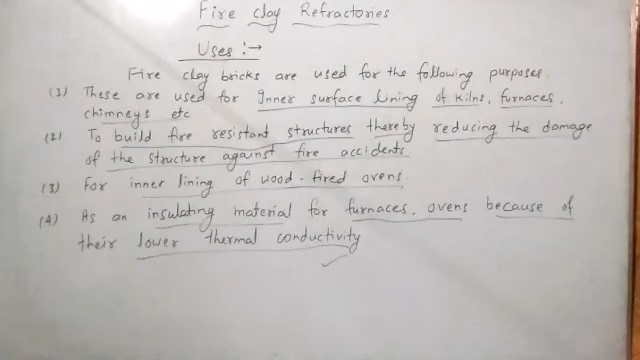 Fire clay Refractories
Uses :→
Fire clay bricks are used for the following purposes.
(1) These are used for Inner surface lining of kilns, furnaces,
chimneys etc
(2) To build fire resistant structures thereby reducing the damage
of the structure against fire accidents.
(3) For inner lining of wood-fired ovens.
(4) As an insulating material for furnaces, ovens because of
their lower thermal conductivity